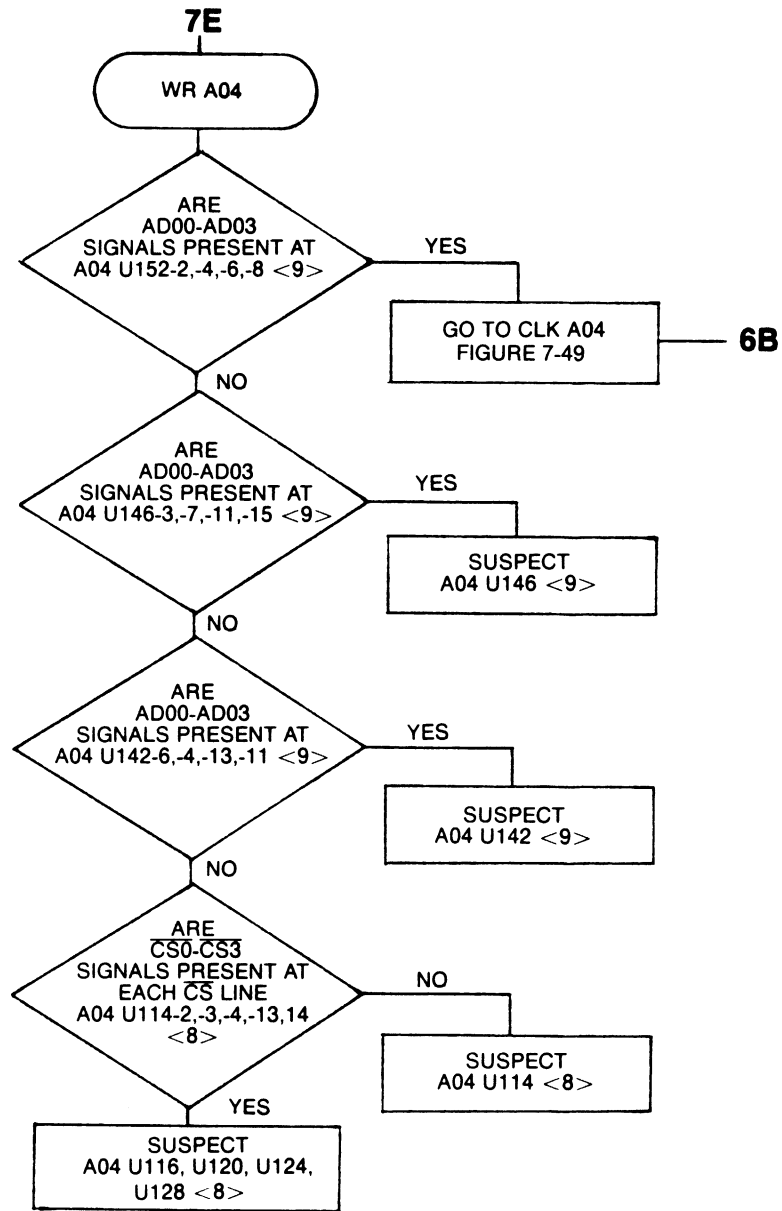 7E
WR A04
ARE
AD00-AD03
SIGNALS PRESENT AT
A04 U152-2,-4,-6,-8 <9>
YES
GO TO CLK A04
FIGURE 7-49
6B
NO
ARE
AD00-AD03
SIGNALS PRESENT AT
A04 U146-3,-7,-11,-15 <9>
YES
SUSPECT
A04 U146 <9>
NO
ARE
AD00-AD03
SIGNALS PRESENT AT
A04 U142-6,-4,-13,-11 <9>
YES
SUSPECT
A04 U142 <9>
NO
ARE
C̅S̅0̅-C̅S̅3̅
SIGNALS PRESENT AT
EACH C̅S̅ LINE
A04 U114-2,-3,-4,-13,14
<8>
NO
SUSPECT
A04 U114 <8>
YES
SUSPECT
A04 U116, U120, U124,
U128 <8>